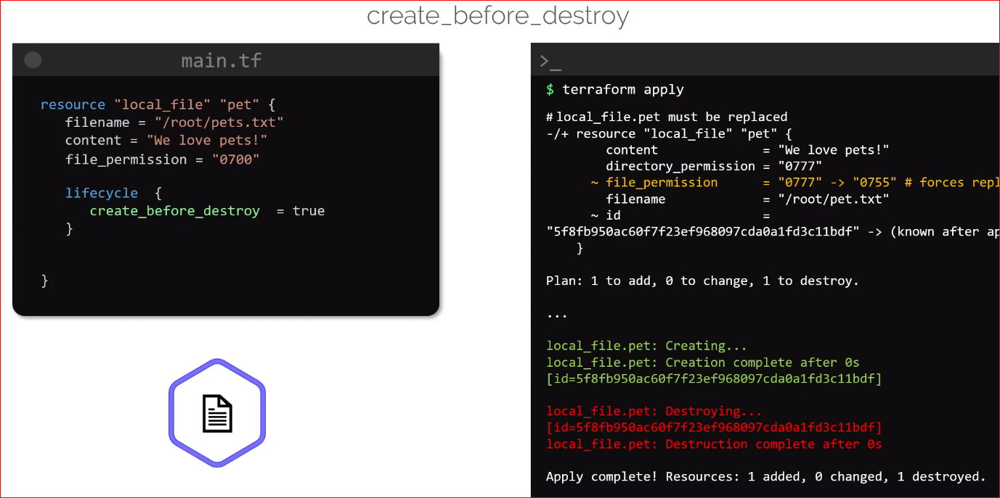 create_before_destroy
main.tf
resource "local_file" "pet" {
filename = "/root/pets.txt"
content = "We love pets!"
file_permission = "0700"
lifecycle {
create_before_destroy = true
}
}
>_
$ terraform apply
# local_file.pet must be replaced
-/+ resource "local_file" "pet" {
content = "We love pets!"
directory_permission = "0777"
~ file_permission = "0777" -> "0755" # forces repl
filename = "/root/pet.txt"
~ id =
"5f8fb950ac60f7f23ef968097cda0a1fd3c11bdf" -> (known after ap
}
Plan: 1 to add, 0 to change, 1 to destroy.
...
local_file.pet: Creating...
local_file.pet: Creation complete after 0s
[id=5f8fb950ac60f7f23ef968097cda0a1fd3c11bdf]
local_file.pet: Destroying...
[id=5f8fb950ac60f7f23ef968097cda0a1fd3c11bdf]
local_file.pet: Destruction complete after 0s
Apply complete! Resources: 1 added, 0 changed, 1 destroyed.